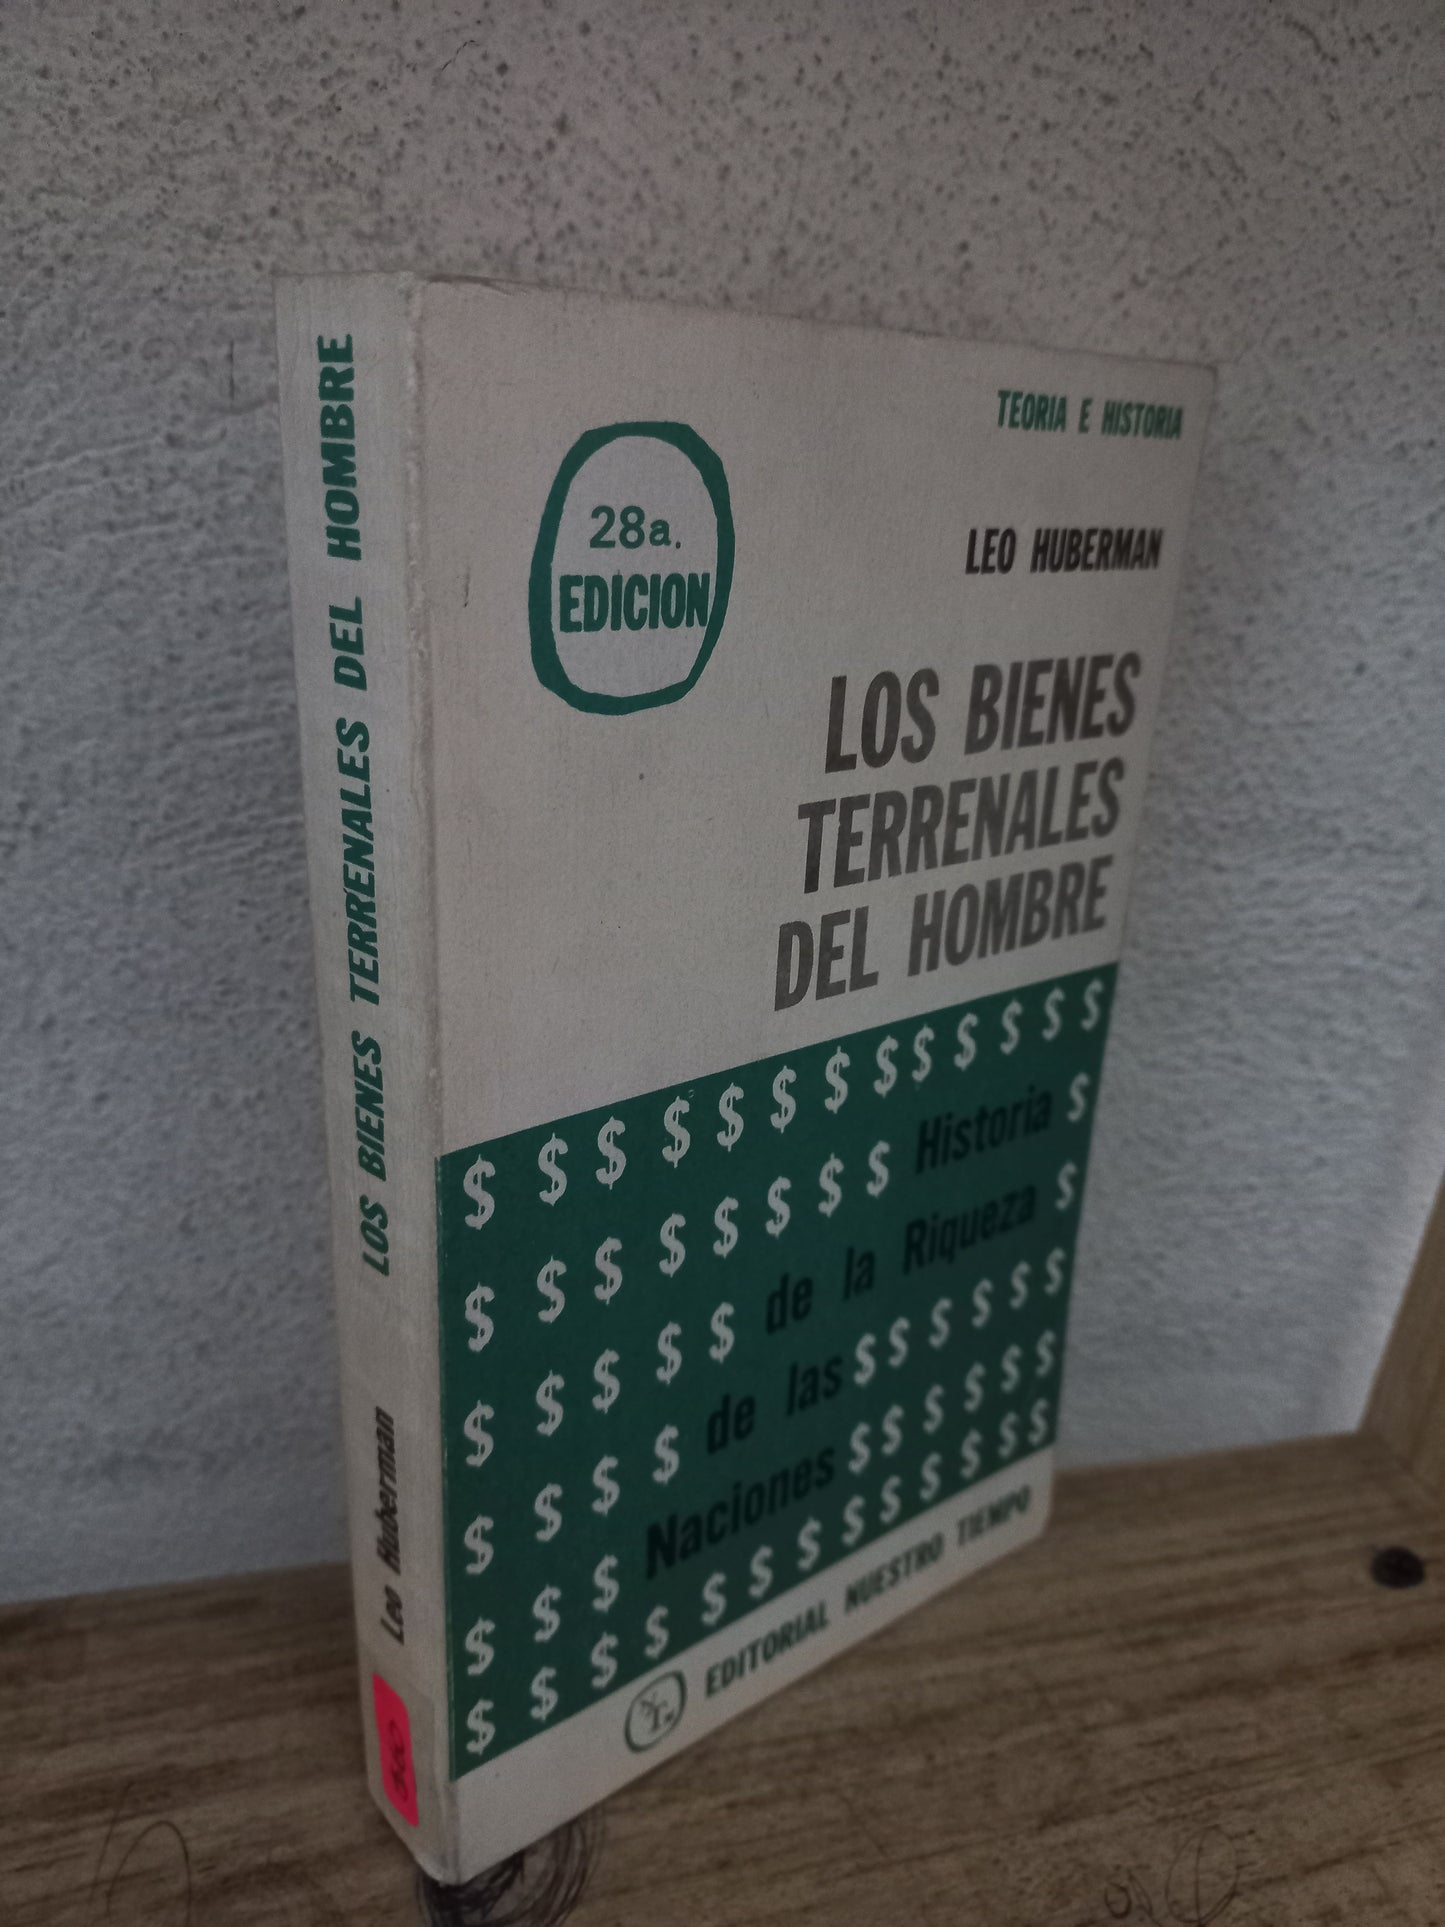 LOS BIENES TERRENALES DEL HOMBRE
Leo Huberman
TEORIA E HISTORIA
28a.
EDICION
LEO HUBERMAN
LOS BIENES
TERRENALES
DEL HOMBRE
$ $ $ $ $ $ $ $ $ $ $ $ $
$ $ $ $ $ $ $ Historia $
$ $ $ $ $ de la Riqueza $
$ $ $ $ de las $ $ $ $ $
$ $ $ Naciones $ $ $ $ $
$ $ $ $ $ $ $ $ $ $ $ $
EDITORIAL NUESTRO TIEMPO